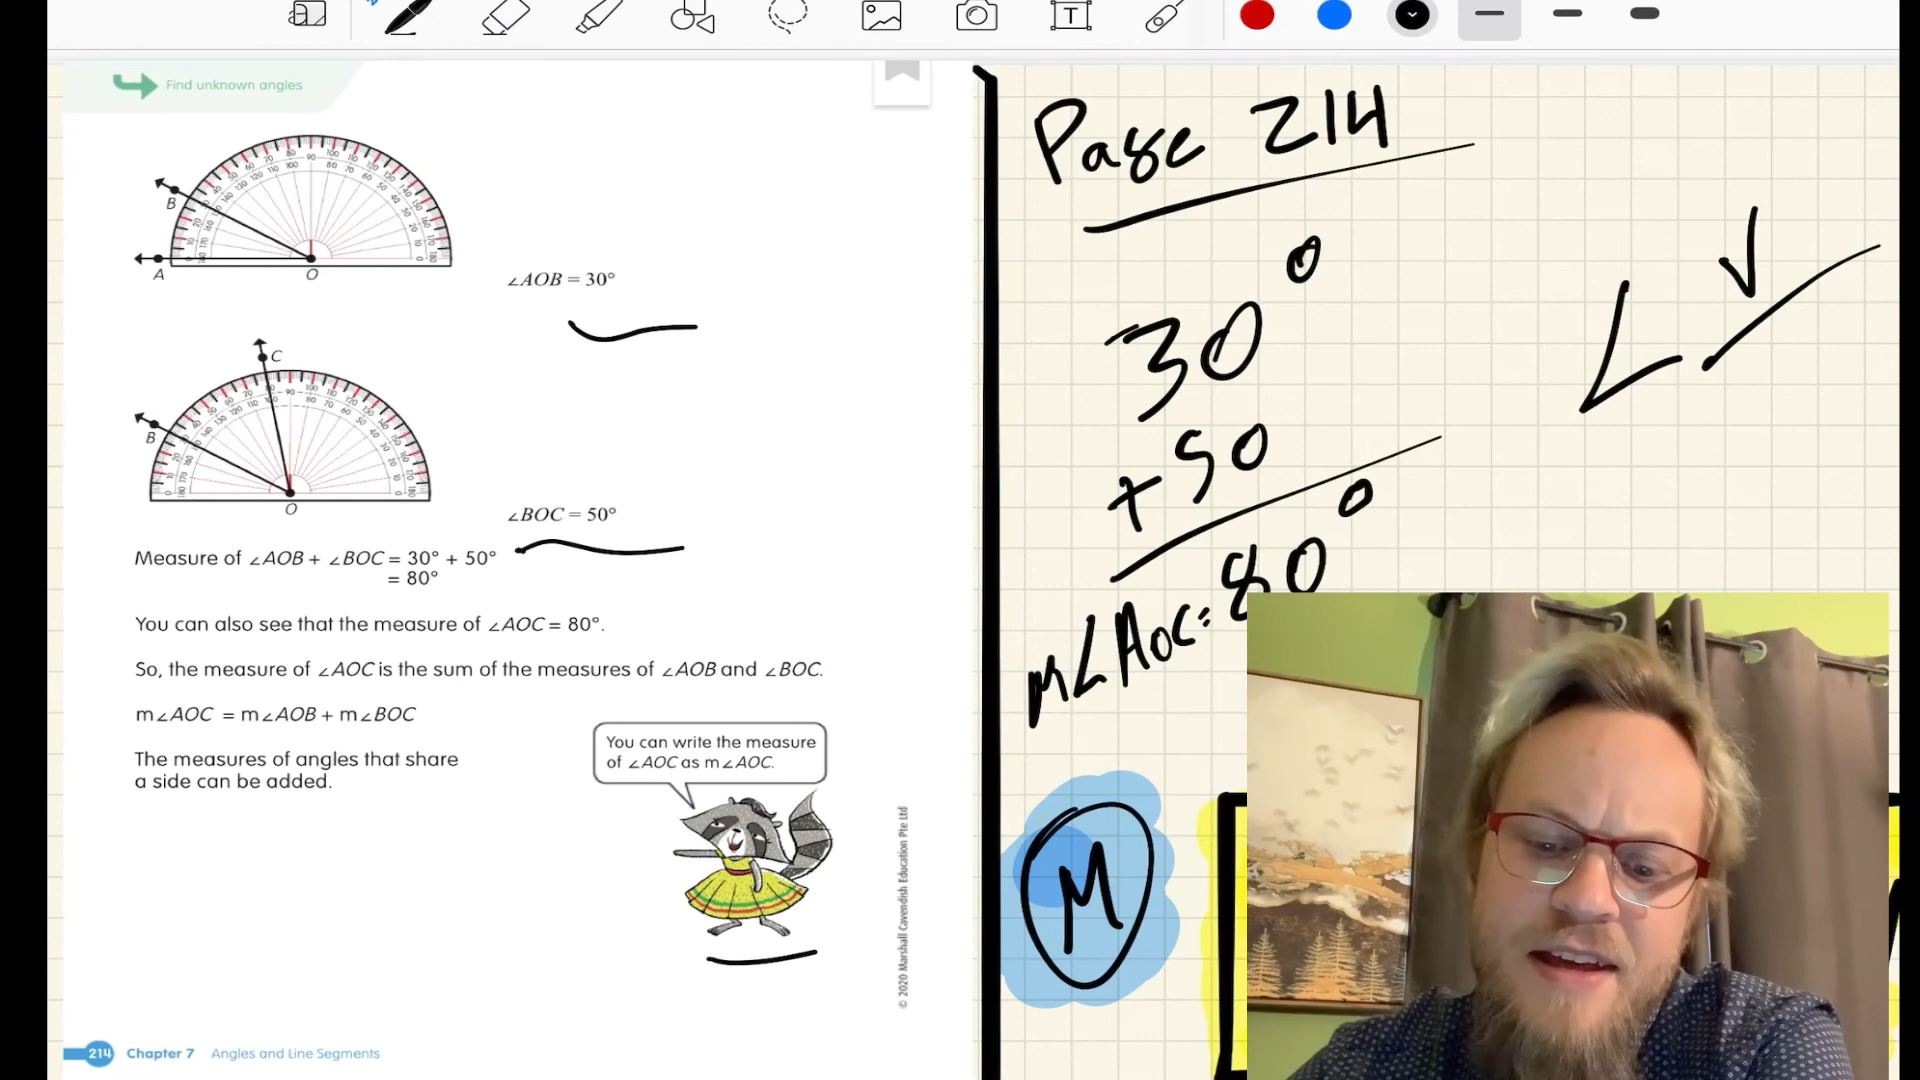 Find unknown angles
B
A
O
∠AOB = 30°
C
B
O
∠BOC = 50°
Measure of ∠AOB + ∠BOC = 30° + 50°
= 80°
You can also see that the measure of ∠AOC = 80°.
So, the measure of ∠AOC is the sum of the measures of ∠AOB and ∠BOC.
m∠AOC = m∠AOB + m∠BOC
The measures of angles that share
a side can be added.
You can write the measure
of ∠AOC as m∠AOC.
© 2020 Marshall Cavendish Education Pte Ltd
214 Chapter 7 Angles and Line Segments
a
T
Page 214
30°
+50
80°
m∠AOC=
M